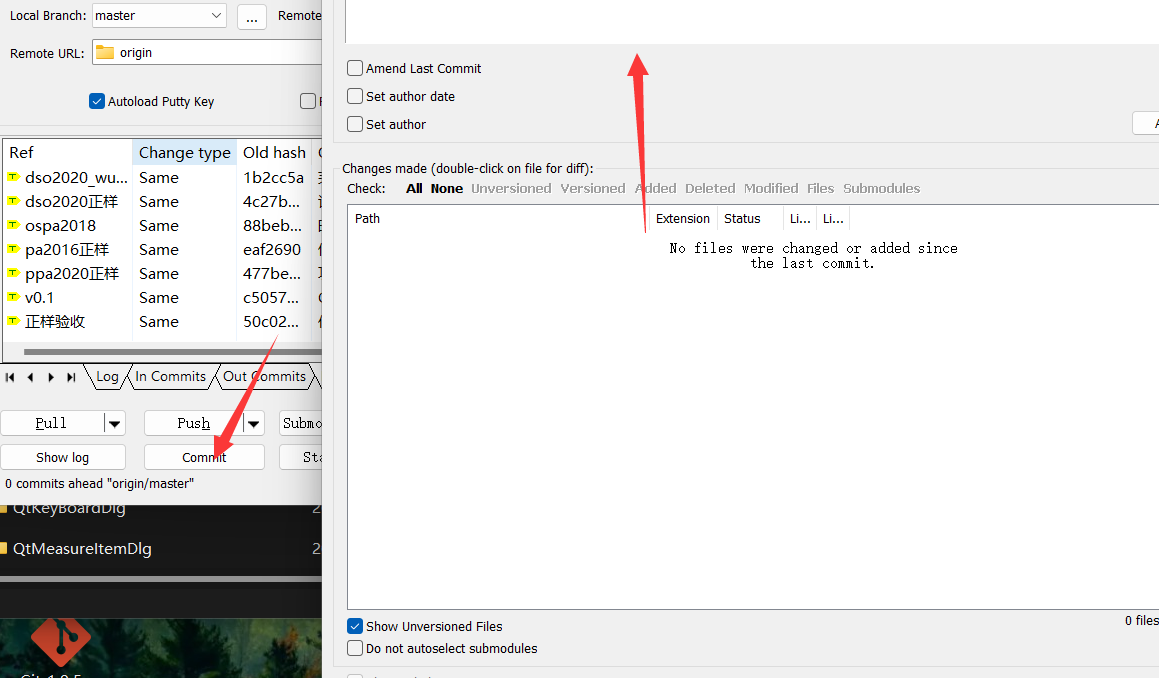 Local Branch: master ... Remote
Remote URL: origin
Autoload Putty Key
Ref Change type Old hash
dso2020_wu... Same 1b2cc5a
dso2020正样 Same 4c27b...
ospa2018 Same 88beb...
pa2016正样 Same eaf2690
ppa2020正样 Same 477be...
v0.1 Same c5057...
正样验收 Same 50c02...
Log In Commits Out Commits
Pull Push Submo
Show log Commit Sta
0 commits ahead "origin/master"
QtKeyBoardDlg 2
QtMeasureItemDlg 2
Amend Last Commit
Set author date
Set author
Changes made (double-click on file for diff):
Check: All None Unversioned Versioned Added Deleted Modified Files Submodules
Path Extension Status Li... Li...
No files were changed or added since
the last commit.
Show Unversioned Files
0 files
Do not autoselect submodules